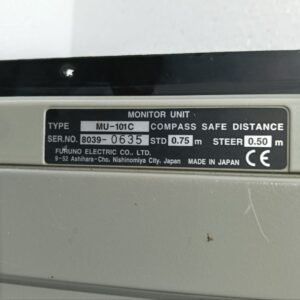 MONITOR UNIT
TYPE MU-101C COMPASS SAFE DISTANCE
SER.NO. 8039-0635 STD 0.75 m STEER 0.50 m
FURUNO ELECTRIC CO., LTD.
9-52 Ashihara-Cho, Nishinomiya City, Japan MADE IN JAPAN CE